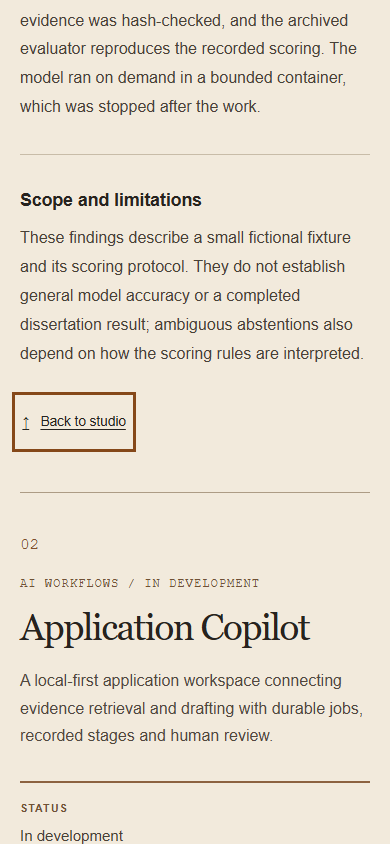 evidence was hash-checked, and the archived
evaluator reproduces the recorded scoring. The
model ran on demand in a bounded container,
which was stopped after the work.
Scope and limitations
These findings describe a small fictional fixture
and its scoring protocol. They do not establish
general model accuracy or a completed
dissertation result; ambiguous abstentions also
depend on how the scoring rules are interpreted.
↑ Back to studio
02
AI WORKFLOWS / IN DEVELOPMENT
Application Copilot
A local-first application workspace connecting
evidence retrieval and drafting with durable jobs,
recorded stages and human review.
STATUS
In development